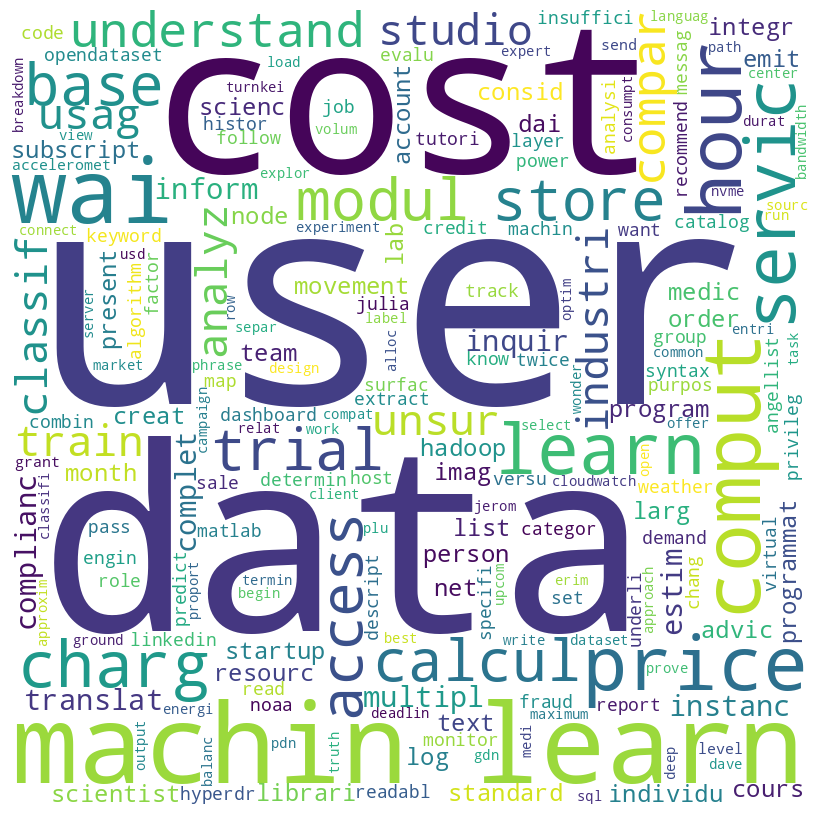 code
understand
studio
insuffici
languag
integr
opendataset
load
evalu
expert
send
path
messag
emit
center
breakdown
base
cost
compar
hour
servic
usag
turnkei
scienc
job
account
consid
analysi
consumpt
recommend
durat
bandwidth
view
histor
volum
dai
subscript
follow
tutori
layer
power
nvme
acceleromet
explor
wai
inform
modul
store
catalog
sourc
run
connect
keyword
node
experiment
credit
machin
want
classif
usd
present
factor
analyz
lab
movement
track
industri
optim
medic
user
algorithm
server
row
separ
julia
label
alloc
inquir
order
group
entri
market
phrase
team
know
twice
common
task
design
map
surfac
wonder
syntax
comput
combin
creat
campaign
dashboard
compat
extract
purpos
angellist
relat
work
unsur
select
program
offer
privileg
train
trial
hadoop
learn
grant
month
complet
sale
determin
host
imag
versu
cloudwatch
weather
open
classifi
complianc
client
plu
jerom
list
larg
pass
matlab
data
person
categor
demand
virtual
programmat
engin
predict
proport
termin
access
net
specifi
upcom
set
estim
chang
role
begin
descript
erim
underli
approach
approxim
ground
linkedin
startup
best
write
dataset
advic
prove
charg
resourc
calcul
price
translat
read
multipl
fraud
instanc
energi
noaa
deadlin
text
maximum
report
machin learn
output
balanc
pdn
truth
log
monitor
gdn
medi
deep
level
dave
scientist
hyperdr
librari
readabl
standard
sql
individu
cours